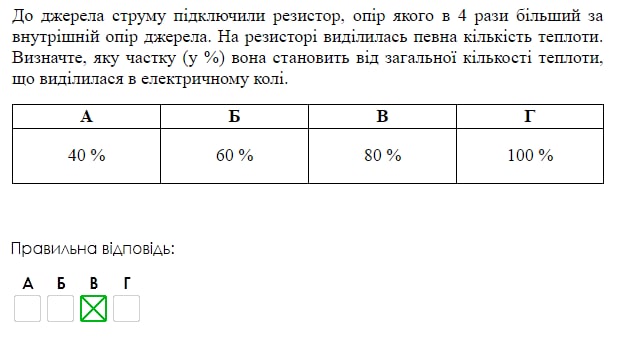 До джерела струму підключили резистор, опір якого в 4 рази більший за
внутрішній опір джерела. На резисторі виділилась певна кількість теплоти.
Визначте, яку частку (у %) вона становить від загальної кількості теплоти,
що виділилася в електричному колі.
А Б В Г
40 % 60 % 80 % 100 %
Правильна відповідь:
А Б В Г